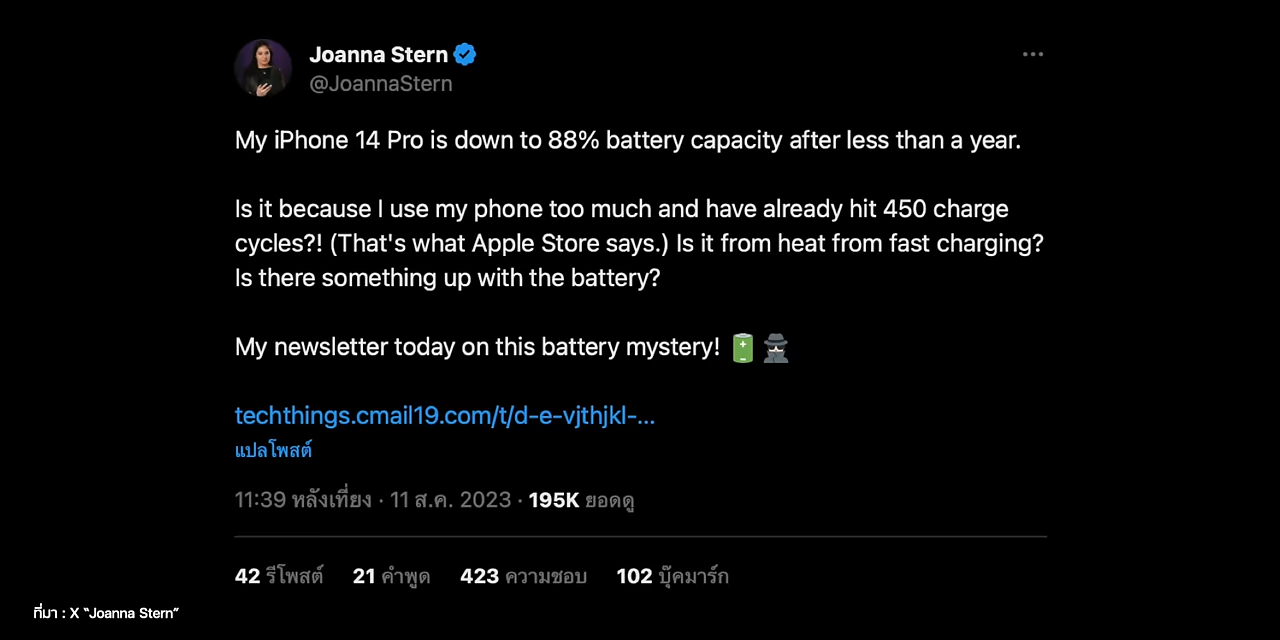 Joanna Stern
@JoannaStern
My iPhone 14 Pro is down to 88% battery capacity after less than a year.
Is it because I use my phone too much and have already hit 450 charge
cycles?! (That's what Apple Store says.) Is it from heat from fast charging?
Is there something up with the battery?
My newsletter today on this battery mystery! 🔋🕵️
techthings.cmail19.com/t/d-e-vjthjkl-...
แปลโพสต์
11:39 หลังเที่ยง · 11 ส.ค. 2023 · 195K ยอดดู
42 รีโพสต์ 21 คำพูด 423 ความชอบ 102 บุ๊คมาร์ก
ที่มา : X “Joanna Stern”